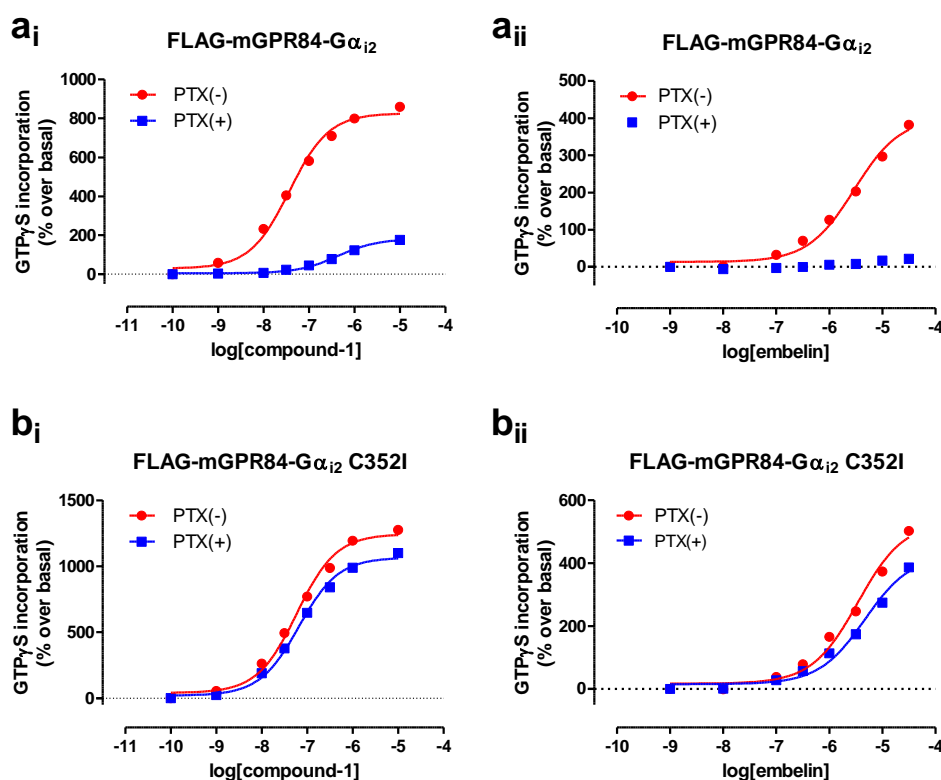 ai
FLAG-mGPR84-Gαi2
GTPγS incorporation
(% over basal)
PTX(-)
PTX(+)
1000
800
600
400
200
0
-11 -10 -9 -8 -7 -6 -5 -4
log[compound-1]
aii
FLAG-mGPR84-Gαi2
GTPγS incorporation
(% over basal)
PTX(-)
PTX(+)
500
400
300
200
100
0
-10 -9 -8 -7 -6 -5 -4
log[embelin]
bi
FLAG-mGPR84-Gαi2 C352I
GTPγS incorporation
(% over basal)
PTX(-)
PTX(+)
1500
1000
500
0
-11 -10 -9 -8 -7 -6 -5 -4
log[compound-1]
bii
FLAG-mGPR84-Gαi2 C352I
GTPγS incorporation
(% over basal)
PTX(-)
PTX(+)
600
400
200
0
-10 -9 -8 -7 -6 -5 -4
log[embelin]